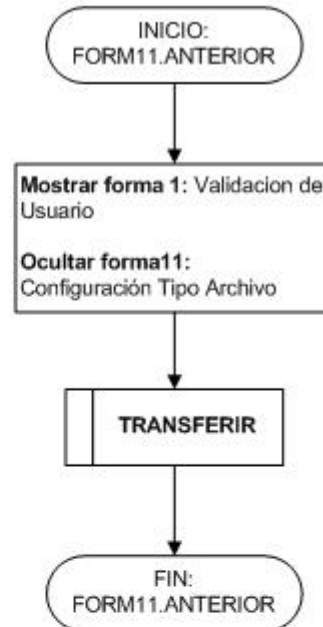 INICIO:
FORM11.ANTERIOR
Mostrar forma 1: Validacion de
Usuario
Ocultar forma11:
Configuración Tipo Archivo
TRANSFERIR
FIN:
FORM11.ANTERIOR